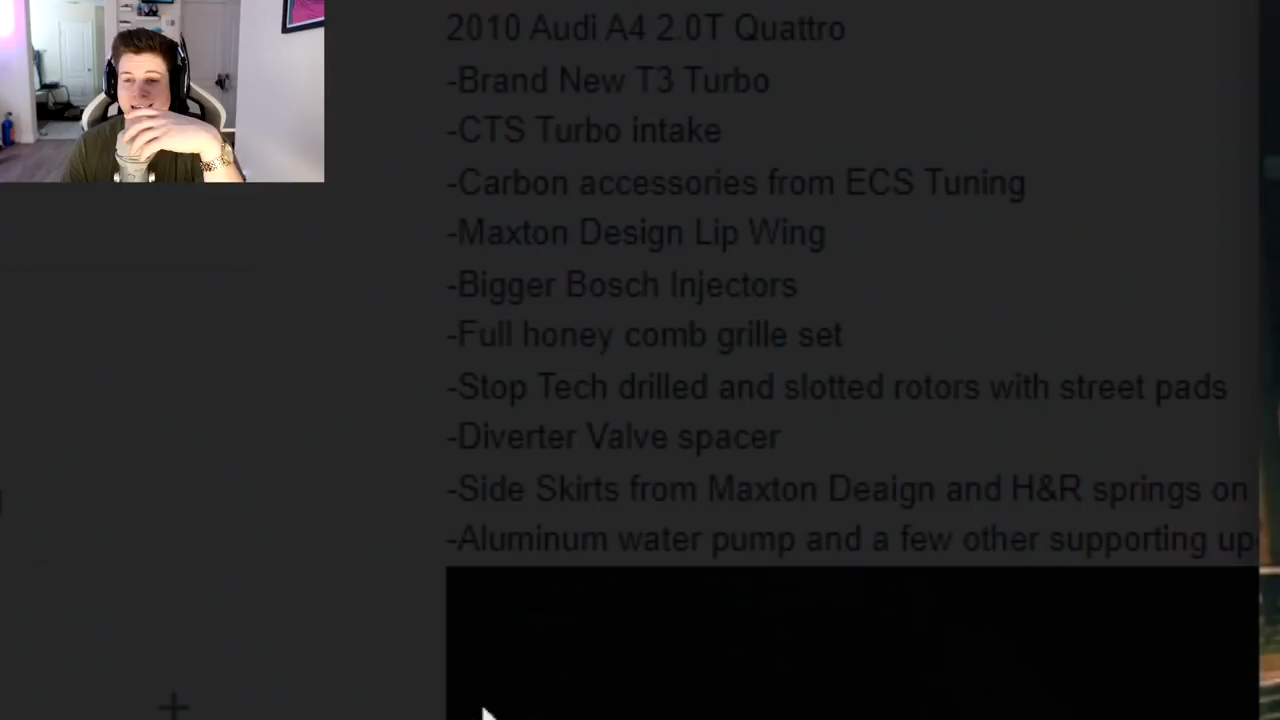 2010 Audi A4 2.0T Quattro
-Brand New T3 Turbo
-CTS Turbo intake
-Carbon accessories from ECS Tuning
-Maxton Design Lip Wing
-Bigger Bosch Injectors
-Full honey comb grille set
-Stop Tech drilled and slotted rotors with street pads
-Diverter Valve spacer
-Side Skirts from Maxton Deaign and H&R springs on
-Aluminum water pump and a few other supporting up